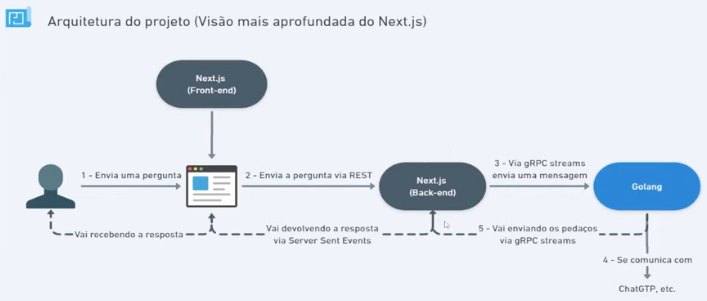 Arquitetura do projeto (Visão mais aprofundada do Next.js)
Next.js
(Front-end)
1 - Envia uma pergunta
2 - Envia a pergunta via REST
Next.js
(Back-end)
3 - Via gRPC streams
envia uma mensagem
Golang
Vai recebendo a resposta
Vai devolvendo a resposta
via Server Sent Events
5 - Vai enviando os pedaços
via gRPC streams
4 - Se comunica com
ChatGTP, etc.